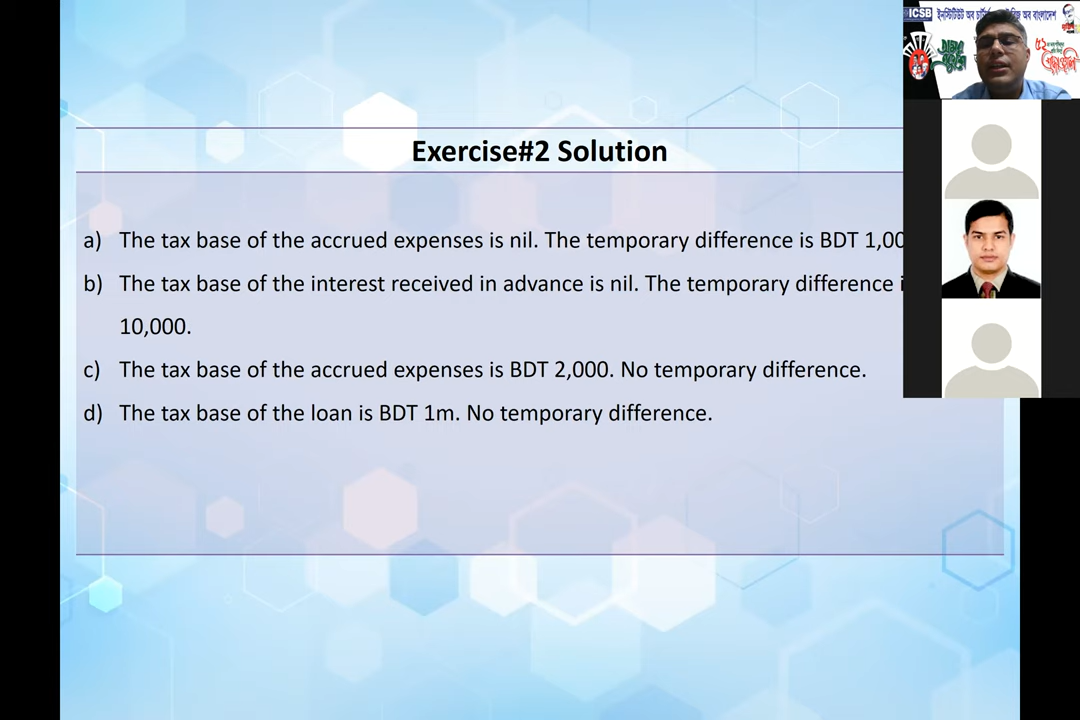 ICSB ইনস্টিটিউট অব বাংলাদেশ
Exercise#2 Solution
a) The tax base of the accrued expenses is nil. The temporary difference is BDT 1,00
b) The tax base of the interest received in advance is nil. The temporary difference i
10,000.
c) The tax base of the accrued expenses is BDT 2,000. No temporary difference.
d) The tax base of the loan is BDT 1m. No temporary difference.